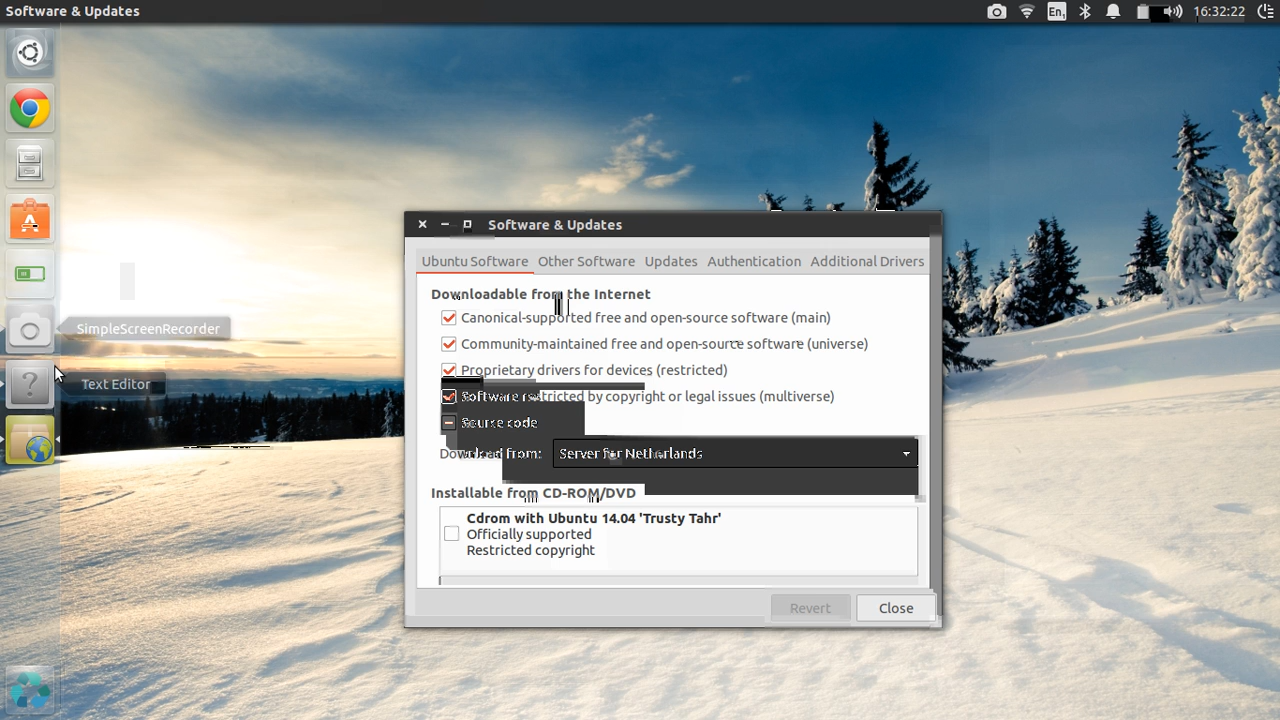 Software & Updates
En₁
16:32:22
Software & Updates
Ubuntu Software Other Software Updates Authentication Additional Drivers
Downloadable from the Internet
Canonical-supported free and open-source software (main)
SimpleScreenRecorder
Community-maintained free and open-source software (universe)
Proprietary drivers for devices (restricted)
Text Editor
Software restricted by copyright or legal issues (multiverse)
Source code
Download from: Server for Netherlands
Installable from CD-ROM/DVD
Cdrom with Ubuntu 14.04 'Trusty Tahr'
Officially supported
Restricted copyright
Revert Close